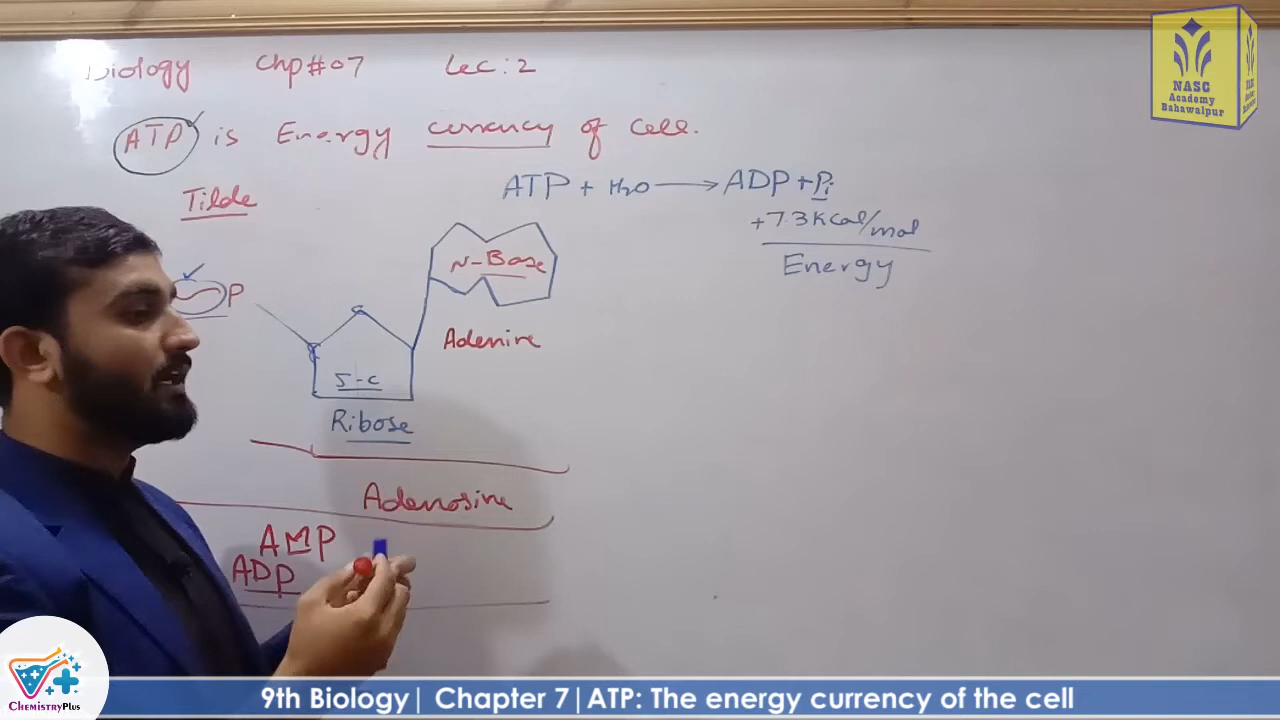 Biology Chp#07 Lec:2
ATP is Energy currency of cell.
Tilde
ATP + H2O → ADP + Pi
+7.3Kcal/mol
Energy
P
N-Base
Adenine
5-C
Ribose
Adenosine
AMP
ADP
NASC
Academy
Bahawalpur
ChemistryPlus
9th Biology| Chapter 7|ATP: The energy currency of the cell